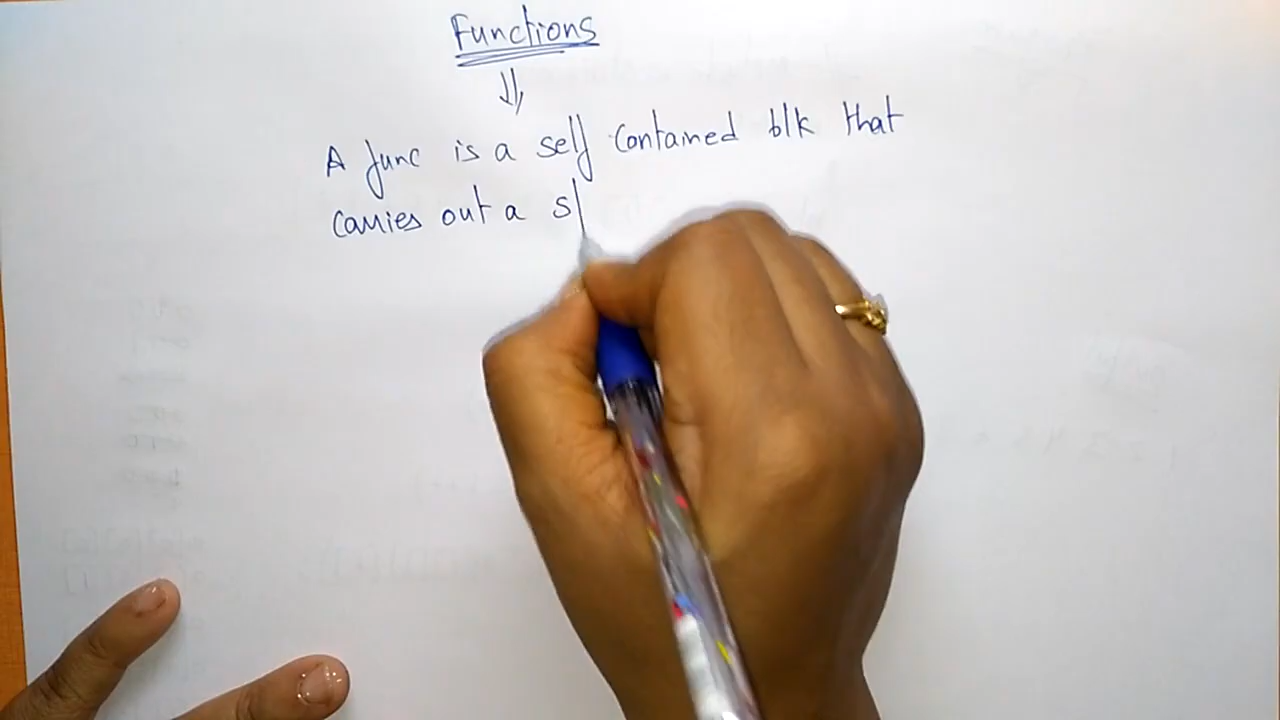 Functions
A func is a self contained blk that
carries out a s